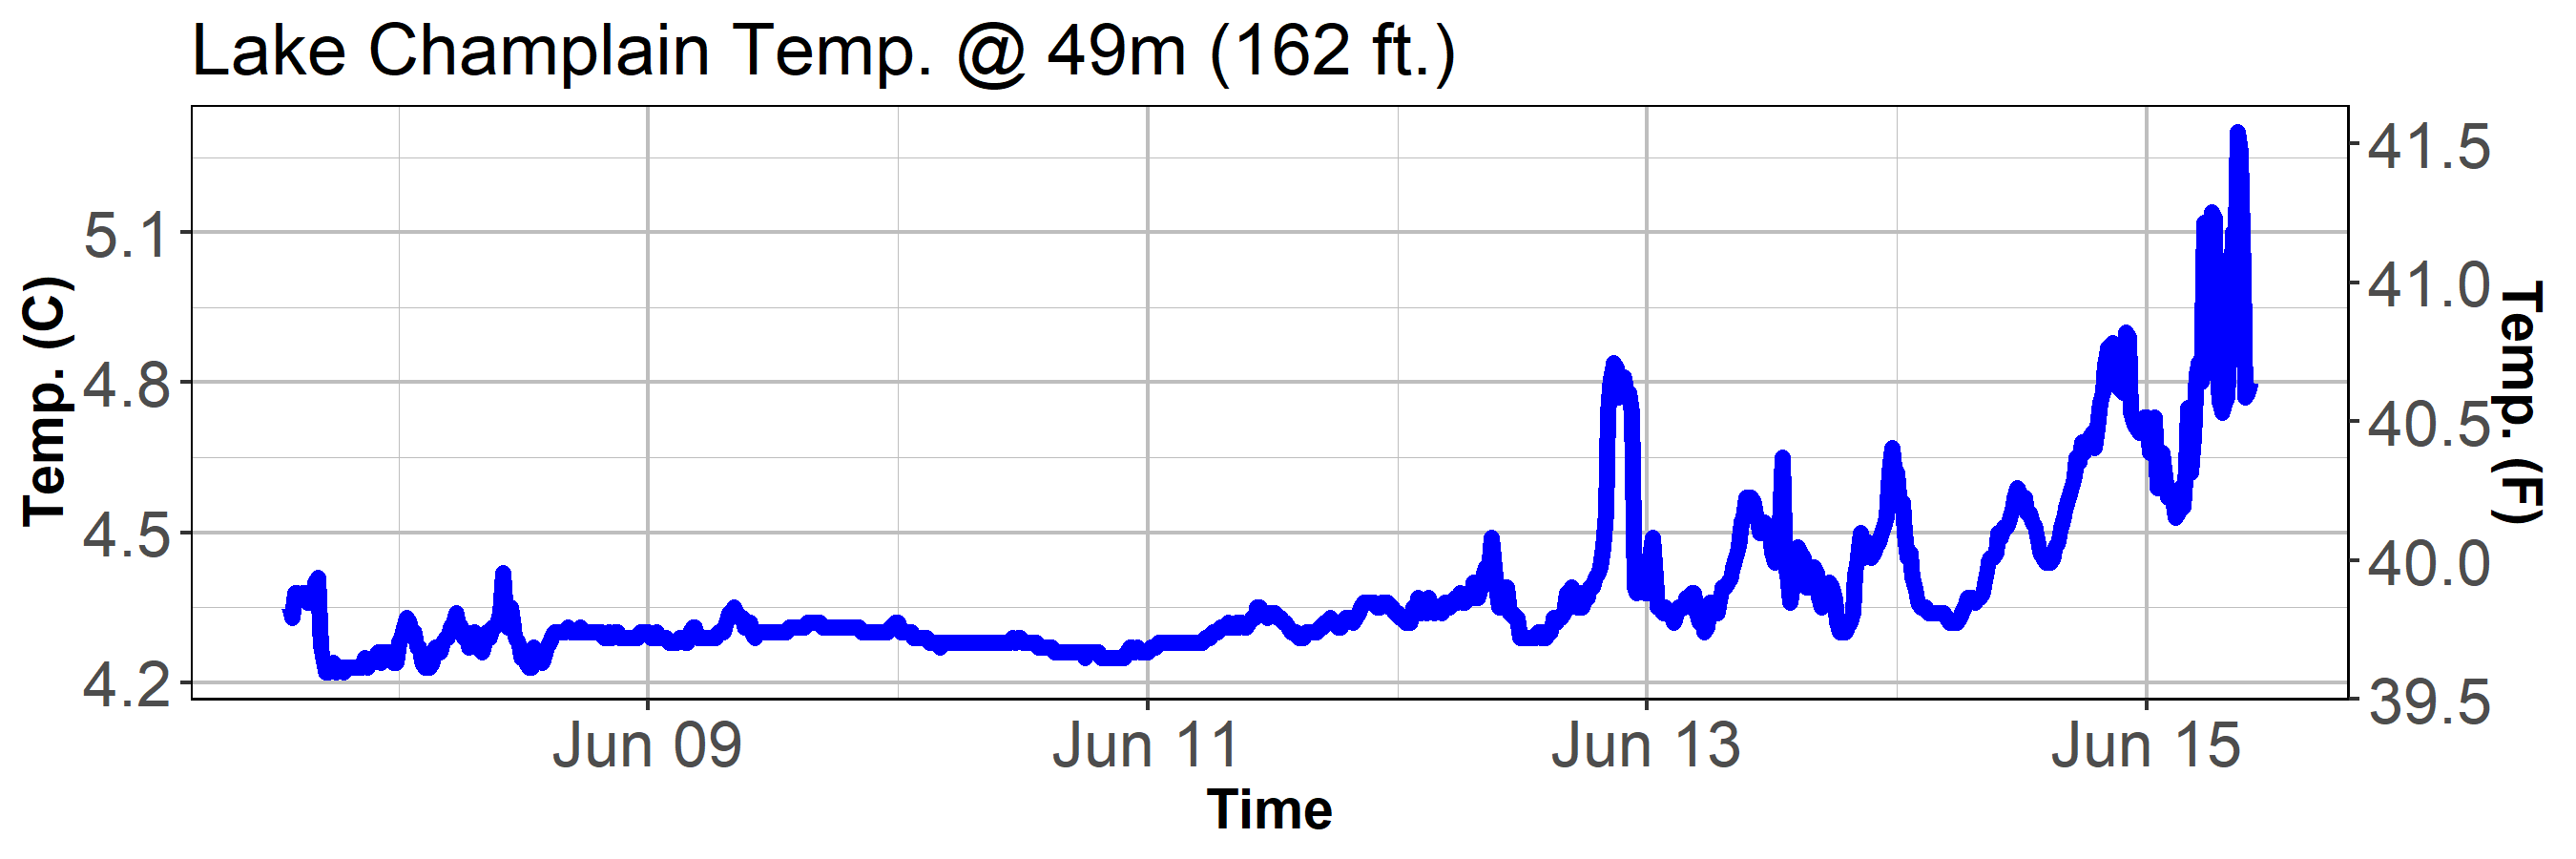 Lake Champlain Temp. @ 49m (162 ft.)
Temp. (C)
5.1
4.8
4.5
4.2
41.5
41.0
40.5
40.0
39.5
Temp. (F)
Jun 09
Jun 11
Jun 13
Jun 15
Time